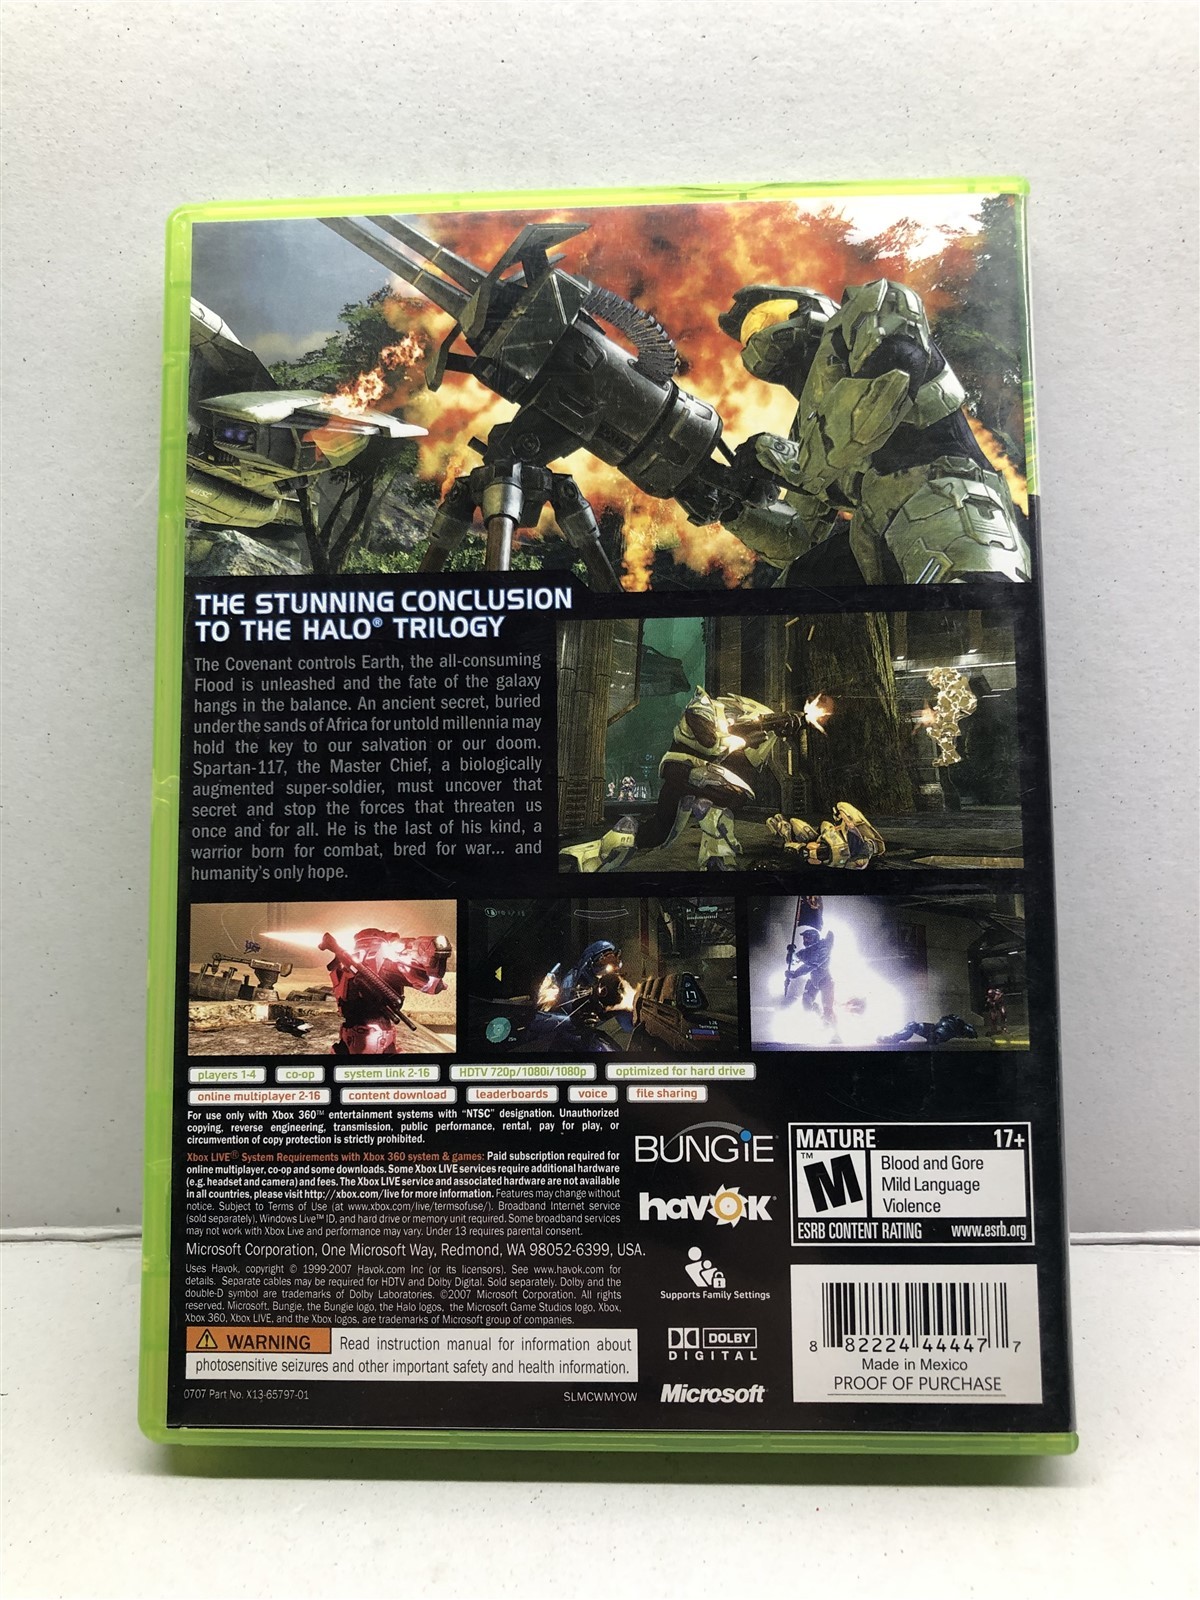 THE STUNNING CONCLUSION
TO THE HALO® TRILOGY
The Covenant controls Earth, the all-consuming
Flood is unleashed and the fate of the galaxy
hangs in the balance. An ancient secret, buried
under the sands of Africa for untold millennia may
hold the key to our salvation or our doom.
Spartan-117, the Master Chief, a biologically
augmented super-soldier, must uncover that
secret and stop the forces that threaten us
once and for all. He is the last of his kind, a
warrior born for combat, bred for war... and
humanity's only hope.
players 1-4 co-op system link 2-16 HDTV 720p/1080i/1080p optimized for hard drive
online multiplayer 2-16 content download leaderboards voice file sharing
For use only with Xbox 360™ entertainment systems with "NTSC" designation. Unauthorized
copying, reverse engineering, transmission, public performance, rental, pay for play, or
circumvention of copy protection is strictly prohibited.
Xbox LIVE® System Requirements with Xbox 360 system & games: Paid subscription required for
online multiplayer, co-op and some downloads. Some Xbox LIVE services require additional hardware
(e.g. headset and camera) and fees. The Xbox LIVE service and associated hardware are not available
in all countries, please visit http://xbox.com/live for more information. Features may change without
notice. Subject to Terms of Use (at www.xbox.com/live/termsofuse/). Broadband Internet service
(sold separately), Windows Live™ ID, and hard drive or memory unit required. Some broadband services
may not work with Xbox Live and performance may vary. Under 13 requires parental consent.
Microsoft Corporation, One Microsoft Way, Redmond, WA 98052-6399, USA.
Uses Havok, copyright © 1999-2007 Havok.com Inc (or its licensors). See www.havok.com for
details. Separate cables may be required for HDTV and Dolby Digital. Sold separately. Dolby and the
double-D symbol are trademarks of Dolby Laboratories. ©2007 Microsoft Corporation. All rights
reserved. Microsoft, Bungie, the Bungie logo, the Halo logos, the Microsoft Game Studios logo, Xbox,
Xbox 360, Xbox LIVE, and the Xbox logos, are trademarks of Microsoft group of companies.
WARNING Read instruction manual for information about
photosensitive seizures and other important safety and health information.
0707 Part No. X13-65797-01
SLMCWMYOW
BUNGIE
havok
Supports Family Settings
DOLBY
DIGITAL
Microsoft
MATURE 17+
M™
Blood and Gore
Mild Language
Violence
ESRB CONTENT RATING www.esrb.org
8 82224 44447 7
Made in Mexico
PROOF OF PURCHASE